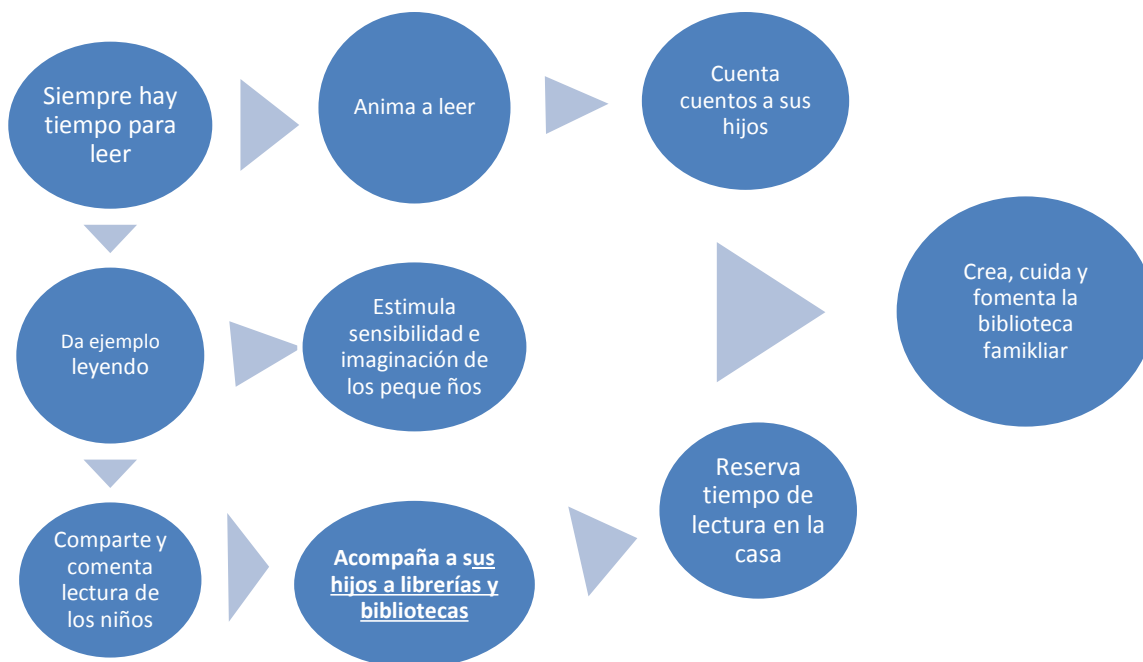 Siempre hay
tiempo para
leer
Anima a leer
Cuenta
cuentos a sus
hijos
Da ejemplo
leyendo
Estimula
sensibilidad e
imaginación de
los peque ños
Crea, cuida y
fomenta la
biblioteca
famikliar
Comparte y
comenta
lectura de
los niños
Acompaña a sus
hijos a librerías y
bibliotecas
Reserva
tiempo de
lectura en la
casa